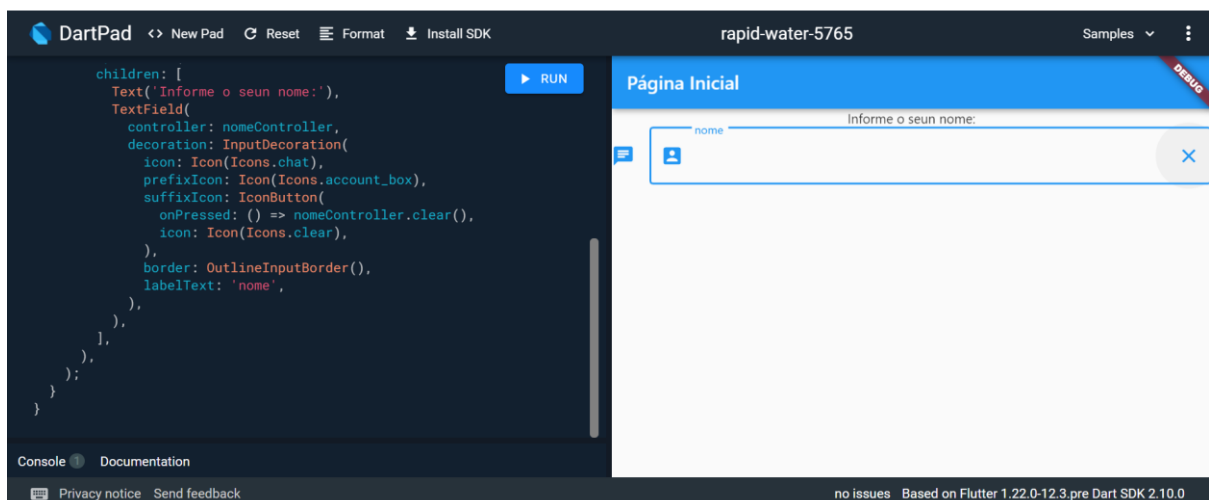 DartPad <> New Pad Reset Format Install SDK rapid-water-5765 Samples
children: [
Text('Informe o seun nome:'),
TextField(
controller: nomeController,
decoration: InputDecoration(
icon: Icon(Icons.chat),
prefixIcon: Icon(Icons.account_box),
suffixIcon: IconButton(
onPressed: () => nomeController.clear(),
icon: Icon(Icons.clear),
),
border: OutlineInputBorder(),
labelText: 'nome',
),
),
],
),
);
}
}
RUN
Página Inicial
DEBUG
Informe o seun nome:
nome
Console 1 Documentation
Privacy notice Send feedback
no issues Based on Flutter 1.22.0-12.3.pre Dart SDK 2.10.0